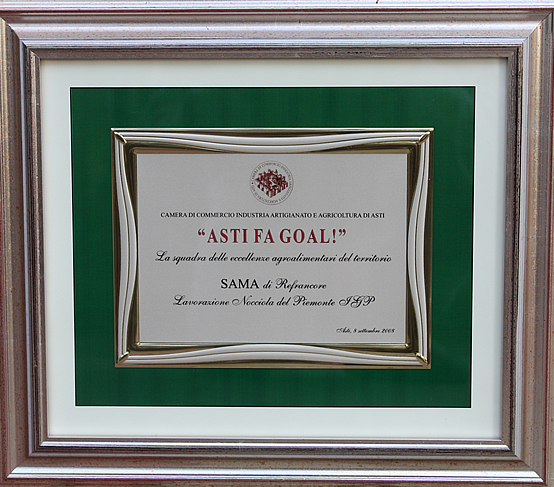 CAMERA DI COMMERCIO INDUSTRIA ARTIGIANATO E AGRICOLTURA DI ASTI
“ASTI FA GOAL!”
La squadra delle eccellenze agroalimentari del territorio
SAMA di Refrancore
Lavorazione Nocciola del Piemonte IGP
Asti, 8 settembre 2008